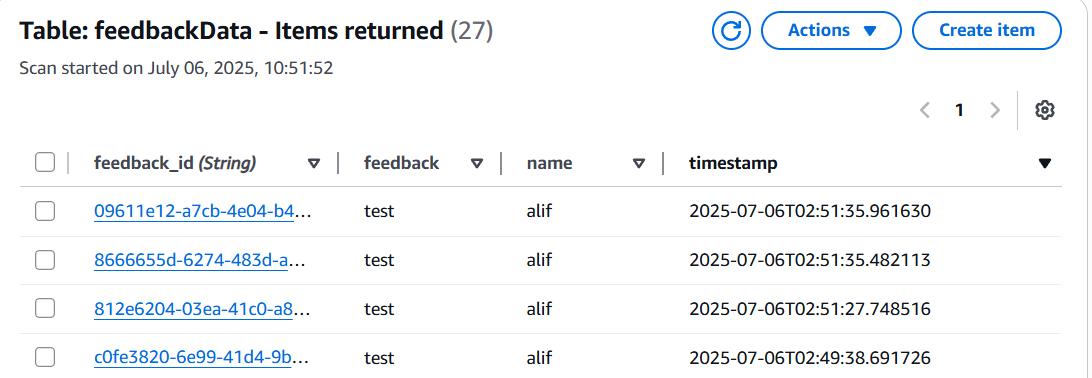 Table: feedbackData - Items returned (27)
Actions
Create item
Scan started on July 06, 2025, 10:51:52
1
feedback_id (String) feedback name timestamp
09611e12-a7cb-4e04-b4... test alif 2025-07-06T02:51:35.961630
8666655d-6274-483d-a... test alif 2025-07-06T02:51:35.482113
812e6204-03ea-41c0-a8... test alif 2025-07-06T02:51:27.748516
c0fe3820-6e99-41d4-9b... test alif 2025-07-06T02:49:38.691726